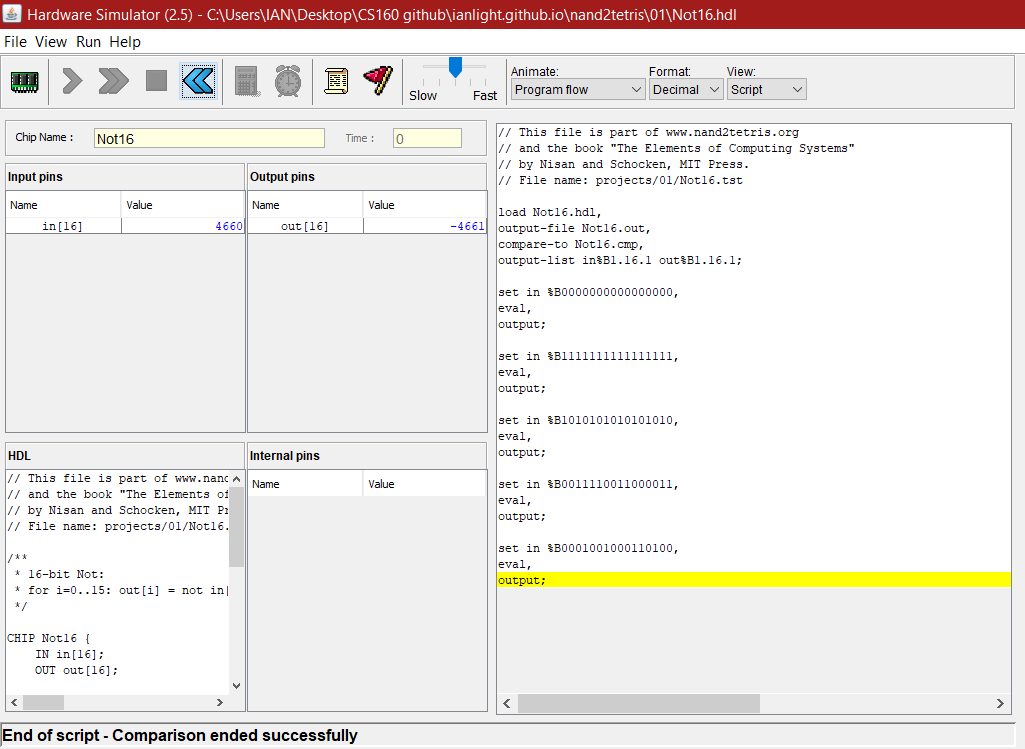 Hardware Simulator (2.5) - C:\Users\IAN\Desktop\CS160 github\ianlight.github.io\nand2tetris\01\Not16.hdl
File View Run Help
Slow Fast
Animate: Format: View:
Program flow Decimal Script
Chip Name : Not16 Time : 0
Input pins
Name Value
in[16] 4660
Output pins
Name Value
out[16] -4661
HDL
// This file is part of www.nand
// and the book "The Elements of
// by Nisan and Schocken, MIT Pr
// File name: projects/01/Not16.
/**
* 16-bit Not:
* for i=0..15: out[i] = not in[
*/
CHIP Not16 {
IN in[16];
OUT out[16];
Internal pins
Name Value
// This file is part of www.nand2tetris.org
// and the book "The Elements of Computing Systems"
// by Nisan and Schocken, MIT Press.
// File name: projects/01/Not16.tst
load Not16.hdl,
output-file Not16.out,
compare-to Not16.cmp,
output-list in%B1.16.1 out%B1.16.1;
set in %B0000000000000000,
eval,
output;
set in %B1111111111111111,
eval,
output;
set in %B1010101010101010,
eval,
output;
set in %B0011110011000011,
eval,
output;
set in %B0001001000110100,
eval,
output;
End of script - Comparison ended successfully